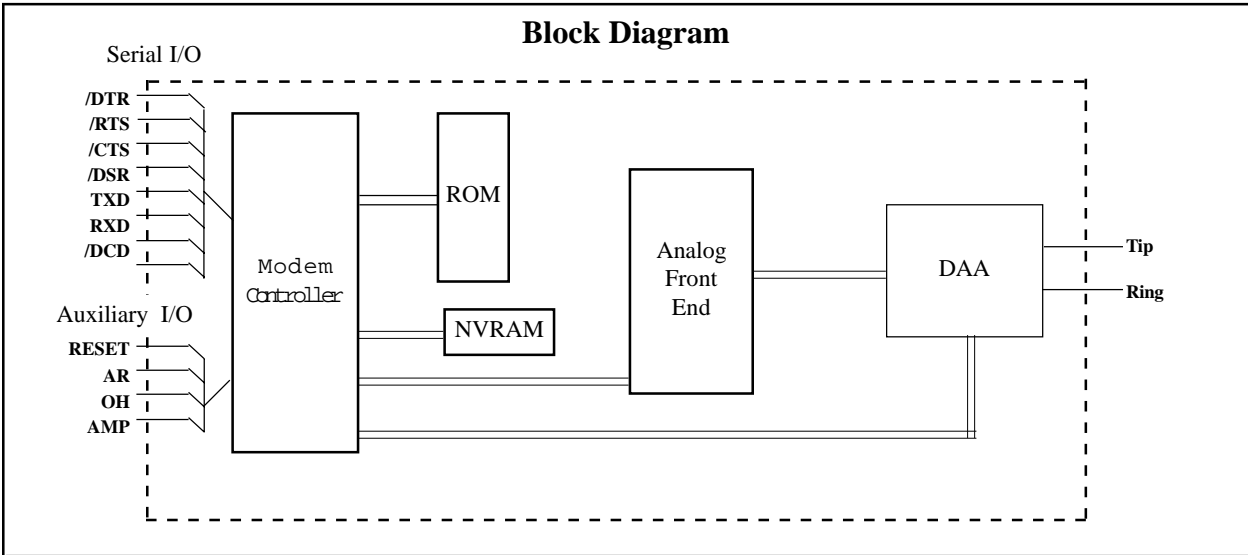 Block Diagram
Serial I/O
/DTR
/RTS
/CTS
/DSR
TXD
RXD
/DCD
Auxiliary I/O
RESET
AR
OH
AMP
Modem
Controller
ROM
NVRAM
Analog
Front
End
DAA
Tip
Ring